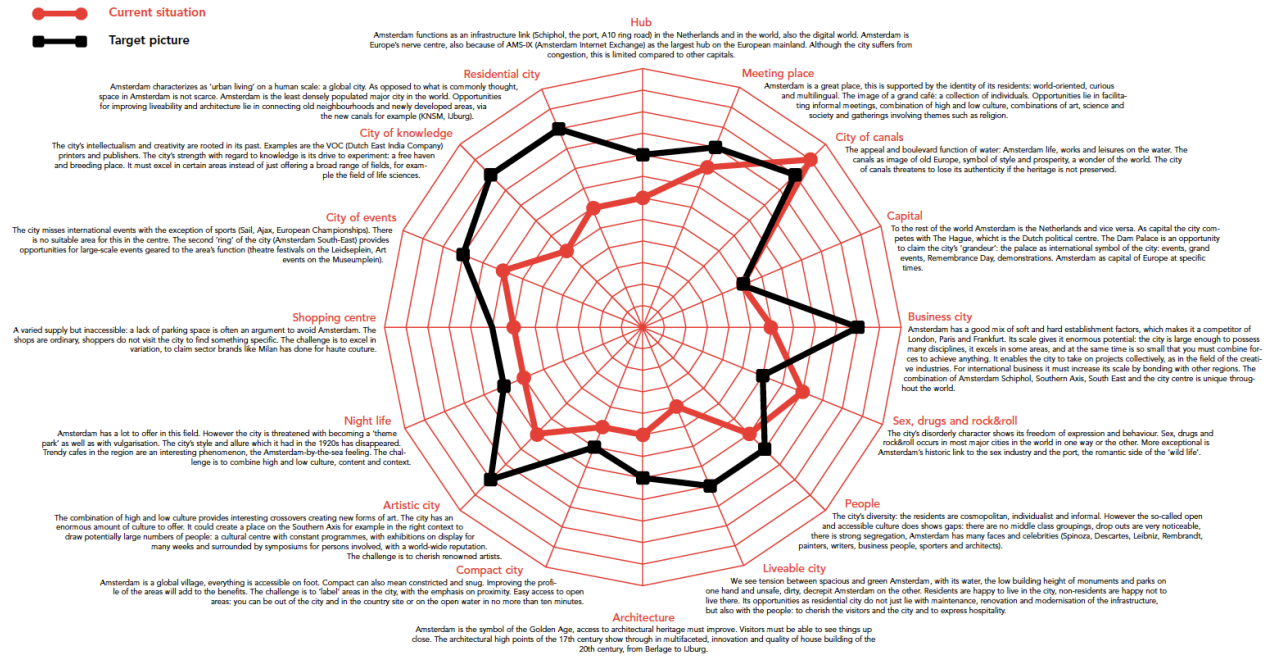 Current situation
Target picture
Hub
Amsterdam functions as an infrastructure link (Schiphol, the port, A10 ring road) in the Netherlands and in the world, also the digital world. Amsterdam is
Europe's nerve centre, also because of AMS-IX (Amsterdam Internet Exchange) as the largest hub on the European mainland. Although the city suffers from
congestion, this is limited compared to other capitals.
Meeting place
Amsterdam is a great place, this is supported by the identity of its residents: world-oriented, curious
and multilingual. The image of a grand café: a collection of individuals. Opportunities lie in facilita-
ting informal meetings, combination of high and low culture, combinations of art, science and
society and gatherings involving themes such as religion.
City of canals
The appeal and boulevard function of water: Amsterdam life, works and leisures on the water. The
canals as image of old Europe, symbol of style and prosperity, a wonder of the world. The city
of canals threatens to lose its authenticity if the heritage is not preserved.
Capital
To the rest of the world Amsterdam is the Netherlands and vice versa. As capital the city com-
petes with The Hague, whicht is the Dutch political centre. The Dam Palace is an opportunity
to claim the city's 'grandeur': the palace as international symbol of the city: events, grand
events, Remembrance Day, demonstrations. Amsterdam as capital of Europe at specific
times.
Business city
Amsterdam has a good mix of soft and hard establishment factors, which makes it a competitor of
London, Paris and Frankfurt. Its scale gives it enormous potential: the city is large enough to possess
many disciplines, it excels in some areas, and at the same time is so small that you must combine for-
ces to achieve anything. It enables the city to take on projects collectively, as in the field of the creati-
ve industries. For international business it must increase its scale by bonding with other regions. The
combination of Amsterdam Schiphol, Southern Axis, South East and the city centre is unique throug-
hout the world.
Sex, drugs and rock&roll
The city's disorderly character shows its freedom of expression and behaviour. Sex, drugs and
rock&roll occurs in most major cities in the world in one way or the other. More exceptional is
Amsterdam's historic link to the sex industry and the port, the romantic side of the 'wild life'.
People
The city's diversity: the residents are cosmopolitan, individualist and informal. However the so-called open
and accessible culture does shows gaps: there are no middle class groupings, drop outs are very noticeable,
there is strong segregation, Amsterdam has many faces and celebrities (Spinoza, Descartes, Leibniz, Rembrandt,
painters, writers, business people, sporters and architects).
Liveable city
We see tension between spacious and green Amsterdam, with its water, the low building height of monuments and parks on
one hand and unsafe, dirty, decrepit Amsterdam on the other. Residents are happy to live in the city, non-residents are happy not to
live there. Its opportunities as residential city do not just lie with maintenance, renovation and modernisation of the infrastructure,
but also with the people: to cherish the visitors and the city and to express hospitality.
Architecture
Amsterdam is the symbol of the Golden Age, access to architectural heritage must improve. Visitors must be able to see things up
close. The architectural high points of the 17th century show through in multifaceted, innovation and quality of house building of the
20th century, from Berlage to IJburg.
Compact city
Amsterdam is a global village, everything is accessible on foot. Compact can also mean constricted and snug. Improving the profi-
le of the areas will add to the benefits. The challenge is to 'label' areas in the city, with the emphasis on proximity. Easy access to open
areas: you can be out of the city and in the country site or on the open water in no more than ten minutes.
Artistic city
The combination of high and low culture provides interesting crossovers creating new forms of art. The city has an
enormous amount of culture to offer. It could create a place on the Southern Axis for example in the right context to
draw potentially large numbers of people: a cultural centre with constant programmes, with exhibitions on display for
many weeks and surrounded by symposiums for persons involved, with a world-wide reputation.
The challenge is to cherish renowned artists.
Night life
Amsterdam has a lot to offer in this field. However the city is threatened with becoming a 'theme
park' as well as with vulgarisation. The city's style and allure which it had in the 1920s has disappeared.
Trendy cafes in the region are an interesting phenomenon, the Amsterdam-by-the-sea feeling. The chal-
lenge is to combine high and low culture, content and context.
Shopping centre
A varied supply but inaccessible: a lack of parking space is often an argument to avoid Amsterdam. The
shops are ordinary, shoppers do not visit the city to find something specific. The challenge is to excel in
variation, to claim sector brands like Milan has done for haute couture.
City of events
The city misses international events with the exception of sports (Sail, Ajax, European Championships). There
is no suitable area for this in the centre. The second 'ring' of the city (Amsterdam South-East) provides
opportunities for large-scale events geared to the area's function (theatre festivals on the Leidseplein, Art
events on the Museumplein).
City of knowledge
The city's intellectualism and creativity are rooted in its past. Examples are the VOC (Dutch East India Company)
printers and publishers. The city's strength with regard to knowledge is its drive to experiment: a free haven
and breeding place. It must excel in certain areas instead of just offering a broad range of fields, for exam-
ple the field of life sciences.
Residential city
Amsterdam characterizes as 'urban living' on a human scale: a global city. As opposed to what is commonly thought,
space in Amsterdam is not scarce. Amsterdam is the least densely populated major city in the world. Opportunities
for improving liveability and architecture lie in connecting old neighbourhoods and newly developed areas, via
the new canals for example (KNSM, IJburg).